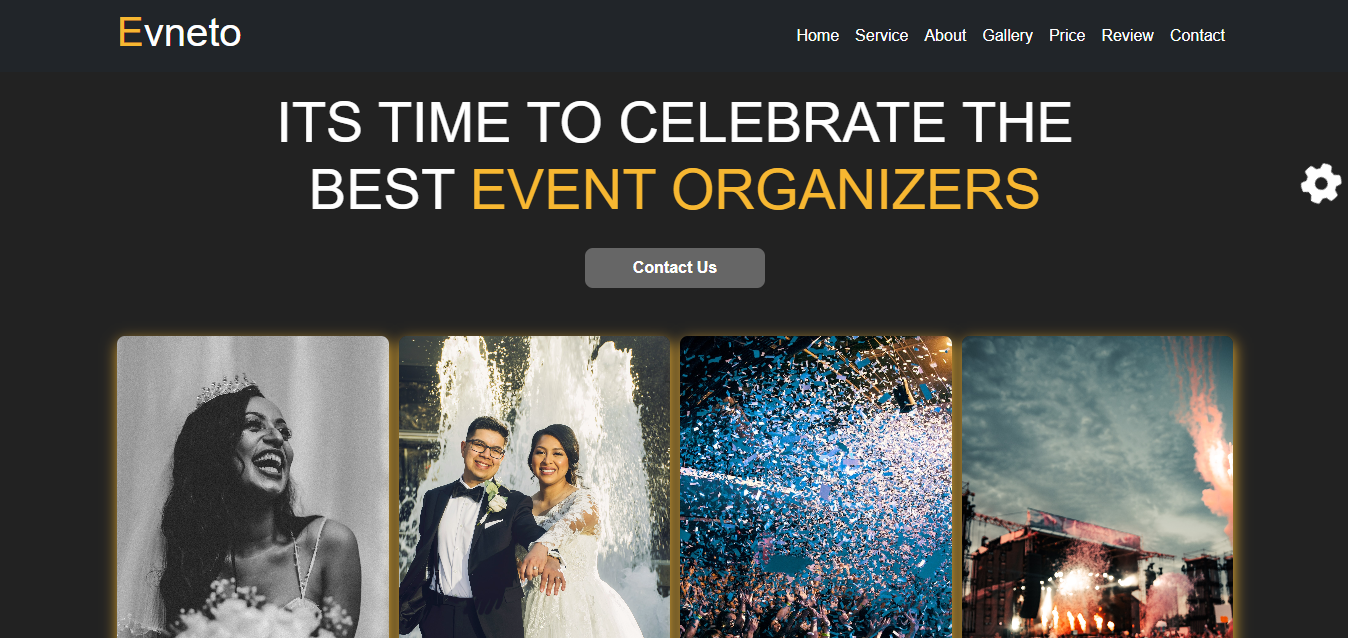 Evneto
Home Service About Gallery Price Review Contact
ITS TIME TO CELEBRATE THE
BEST EVENT ORGANIZERS
Contact Us